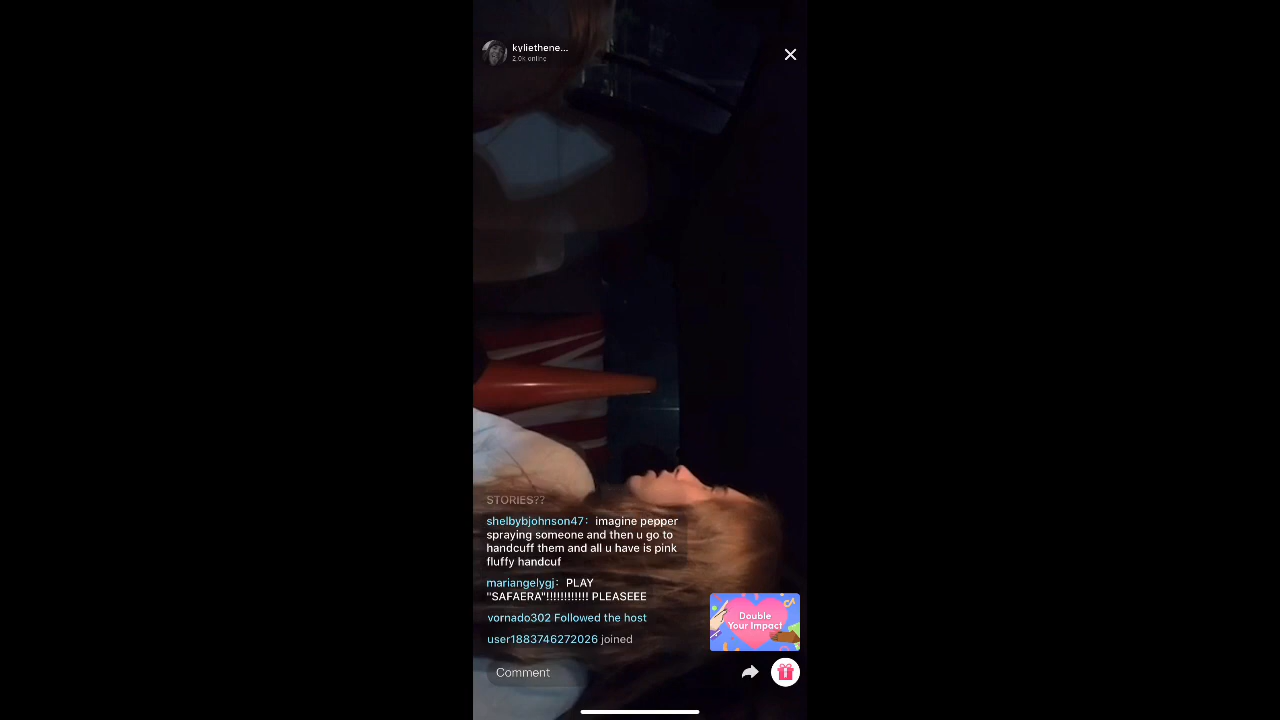 kyliethene...
2.0k online
STORIES??
shelbybjohnson47: imagine pepper
spraying someone and then u go to
handcuff them and all u have is pink
fluffy handcuf
mariangelygj: PLAY
"SAFAERA"!!!!!!!!!!!! PLEASEEE
vornado302 Followed the host
user1883746272026 joined
Double
Your Impact
Comment